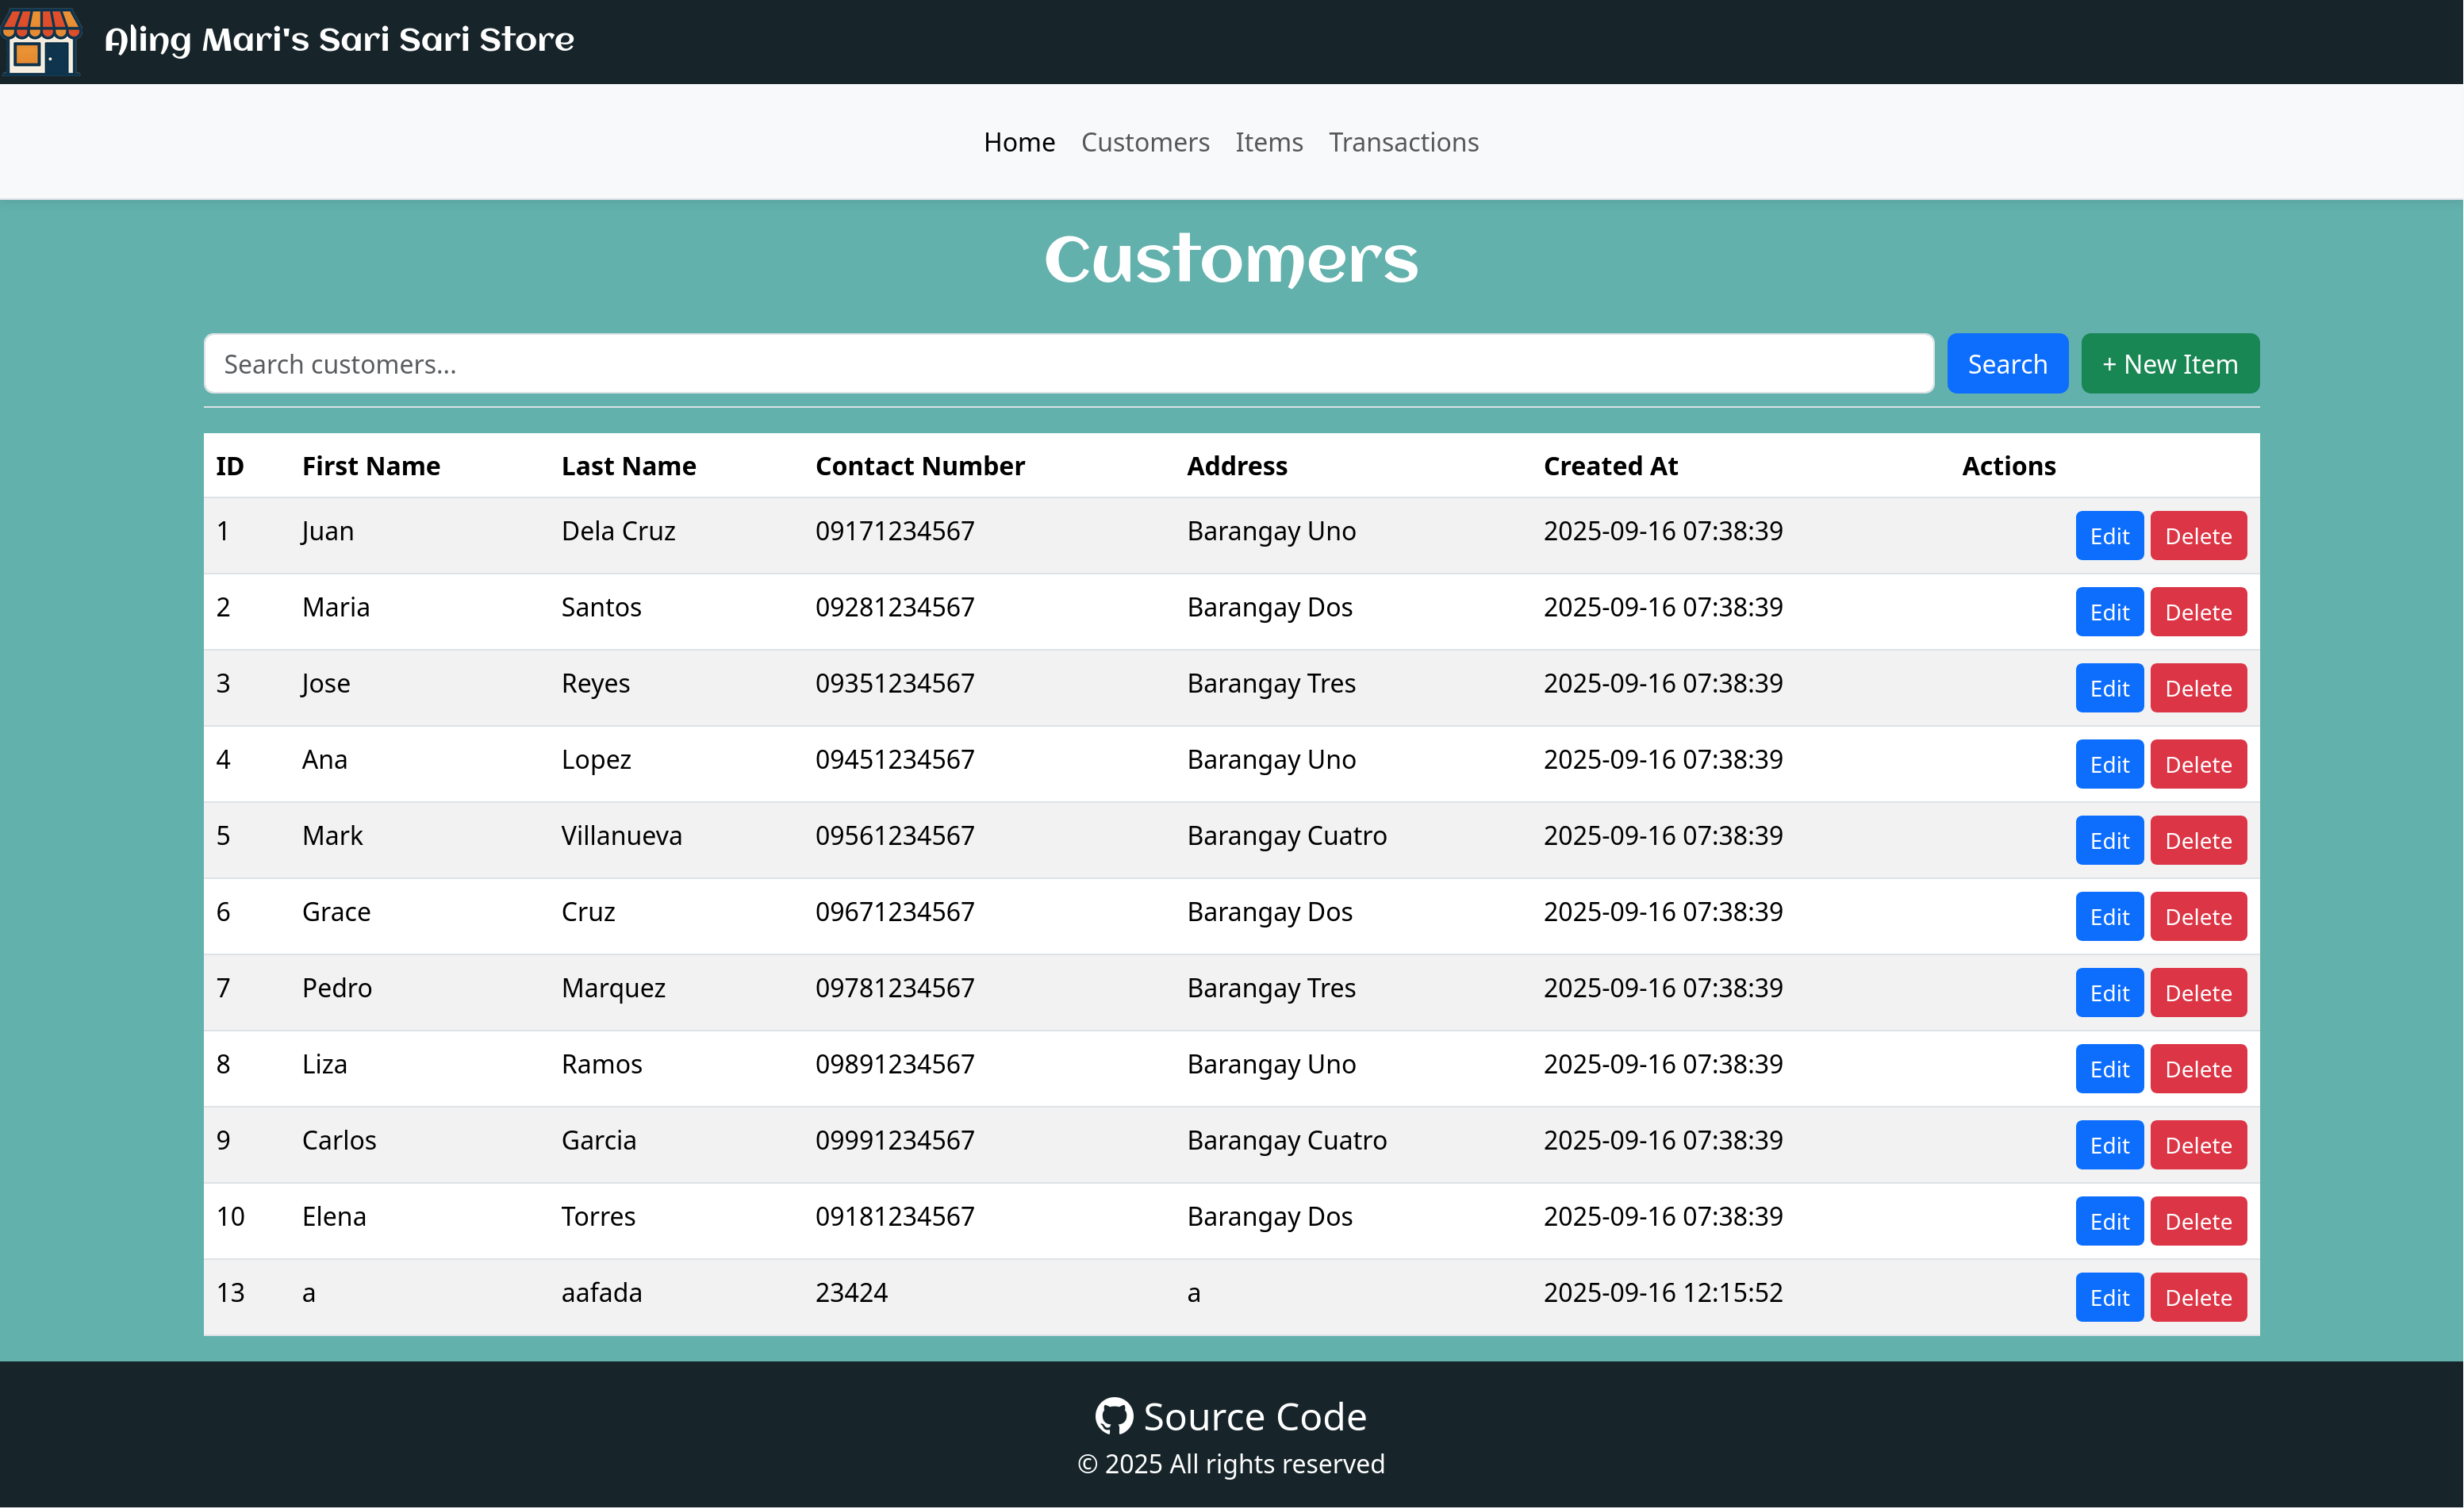 Aling Mari's Sari Sari Store
Home Customers Items Transactions
Customers
Search customers... Search + New Item
ID First Name Last Name Contact Number Address Created At Actions
1 Juan Dela Cruz 09171234567 Barangay Uno 2025-09-16 07:38:39 Edit Delete
2 Maria Santos 09281234567 Barangay Dos 2025-09-16 07:38:39 Edit Delete
3 Jose Reyes 09351234567 Barangay Tres 2025-09-16 07:38:39 Edit Delete
4 Ana Lopez 09451234567 Barangay Uno 2025-09-16 07:38:39 Edit Delete
5 Mark Villanueva 09561234567 Barangay Cuatro 2025-09-16 07:38:39 Edit Delete
6 Grace Cruz 09671234567 Barangay Dos 2025-09-16 07:38:39 Edit Delete
7 Pedro Marquez 09781234567 Barangay Tres 2025-09-16 07:38:39 Edit Delete
8 Liza Ramos 09891234567 Barangay Uno 2025-09-16 07:38:39 Edit Delete
9 Carlos Garcia 09991234567 Barangay Cuatro 2025-09-16 07:38:39 Edit Delete
10 Elena Torres 09181234567 Barangay Dos 2025-09-16 07:38:39 Edit Delete
13 a aafada 23424 a 2025-09-16 12:15:52 Edit Delete
Source Code
© 2025 All rights reserved